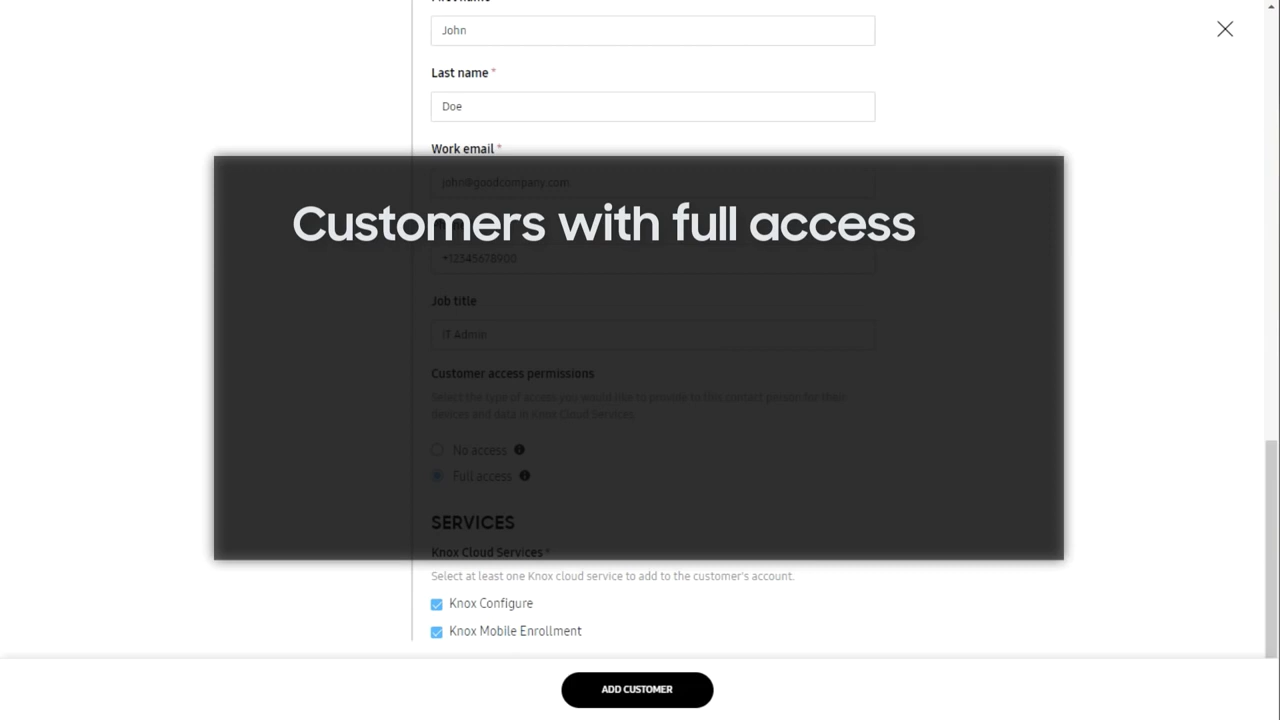 John
Last name *
Doe
Work email *
john@goodcompany.com
Customers with full access
+12345678900
Job title
IT Admin
Customer access permissions
Select the type of access you would like to provide to this contact person for their
devices and data in Knox Cloud Services.
No access
Full access
SERVICES
Knox Cloud Services *
Select at least one Knox cloud service to add to the customer's account.
Knox Configure
Knox Mobile Enrollment
ADD CUSTOMER